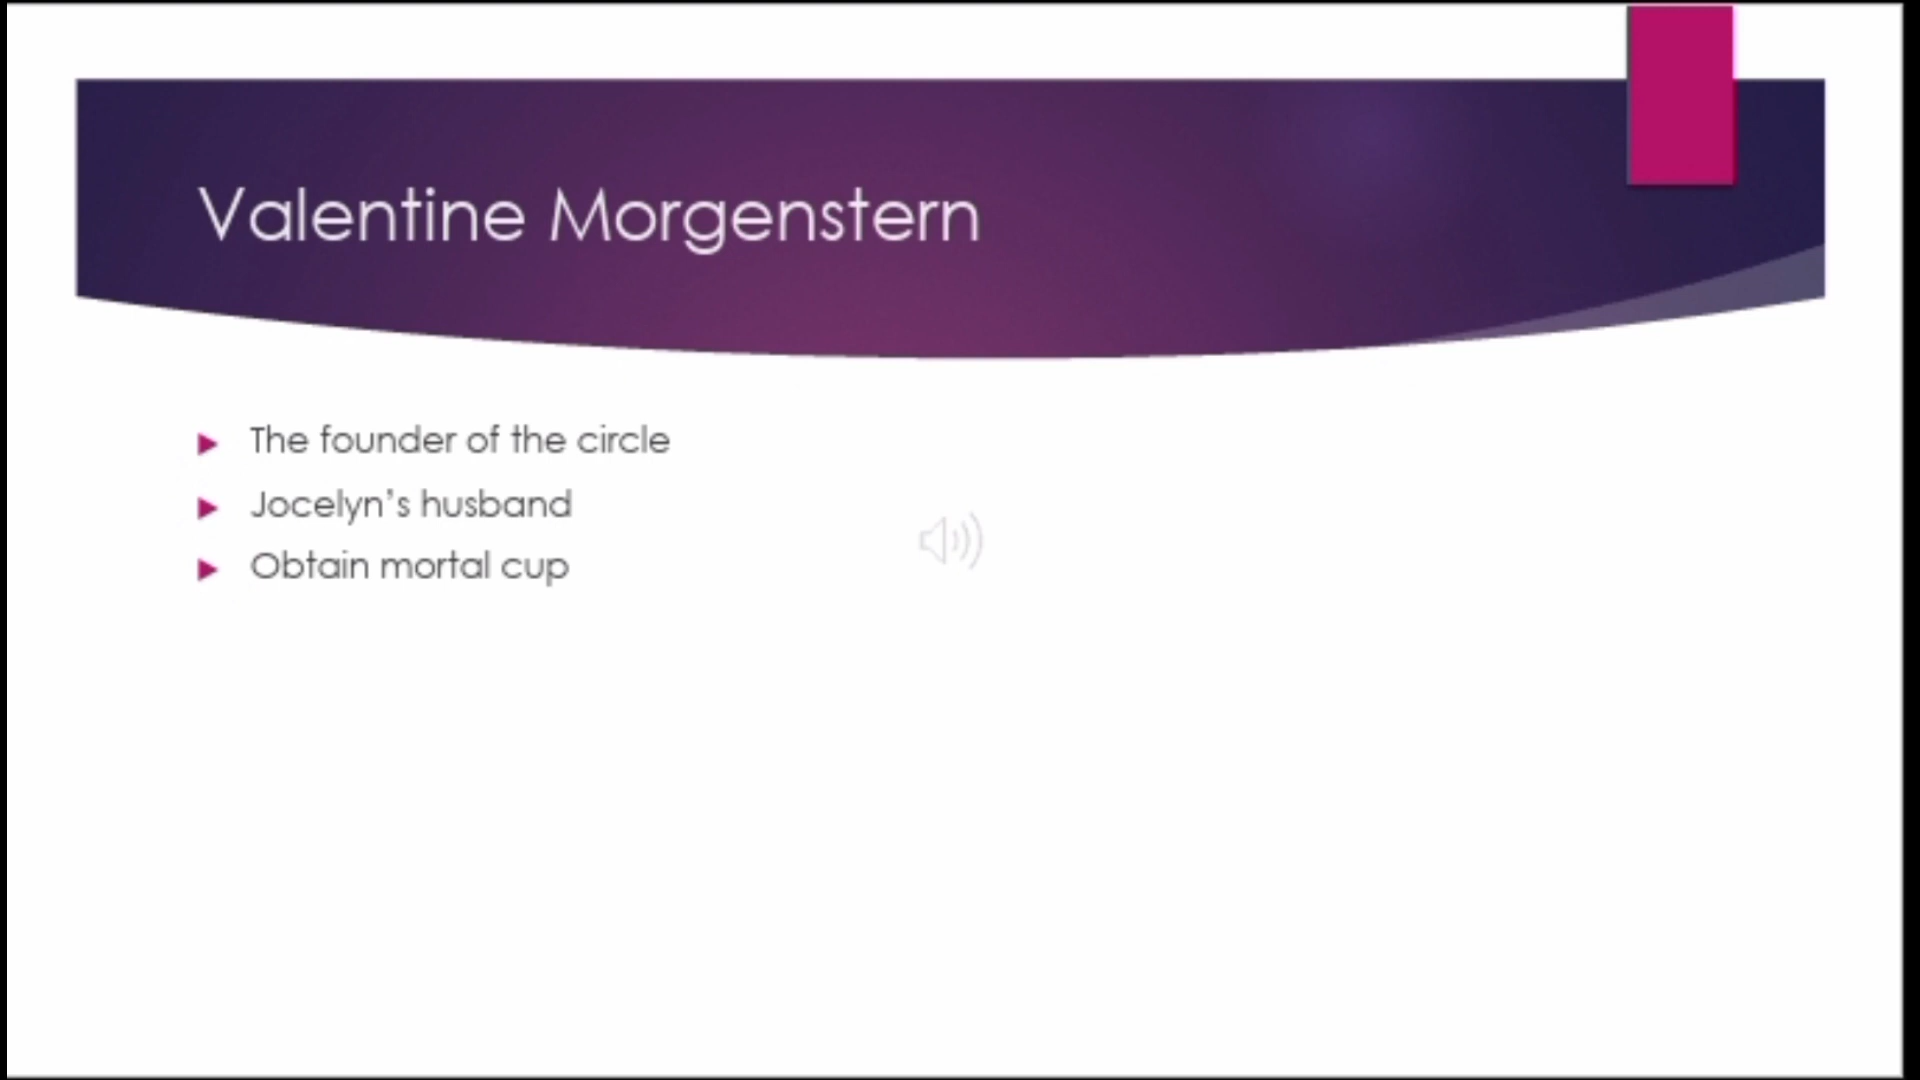 Valentine Morgenstern
The founder of the circle
Jocelyn’s husband
Obtain mortal cup